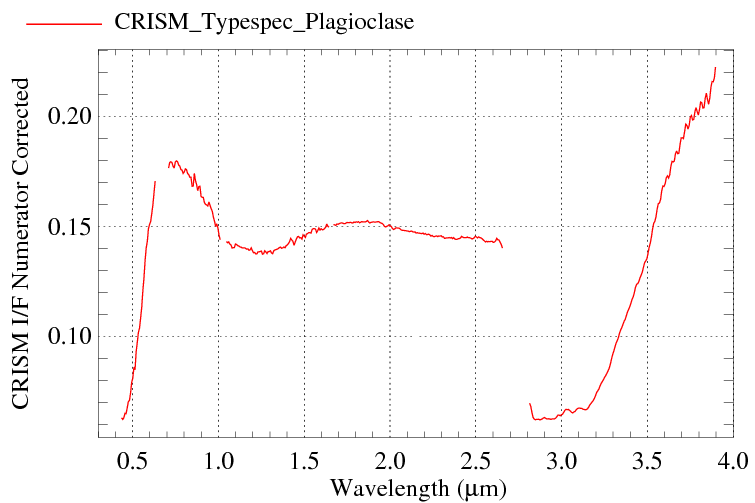 CRISM_Typespec_Plagioclase
CRISM I/F Numerator Corrected
0.20
0.15
0.10
0.5 1.0 1.5 2.0 2.5 3.0 3.5 4.0
Wavelength (μm)